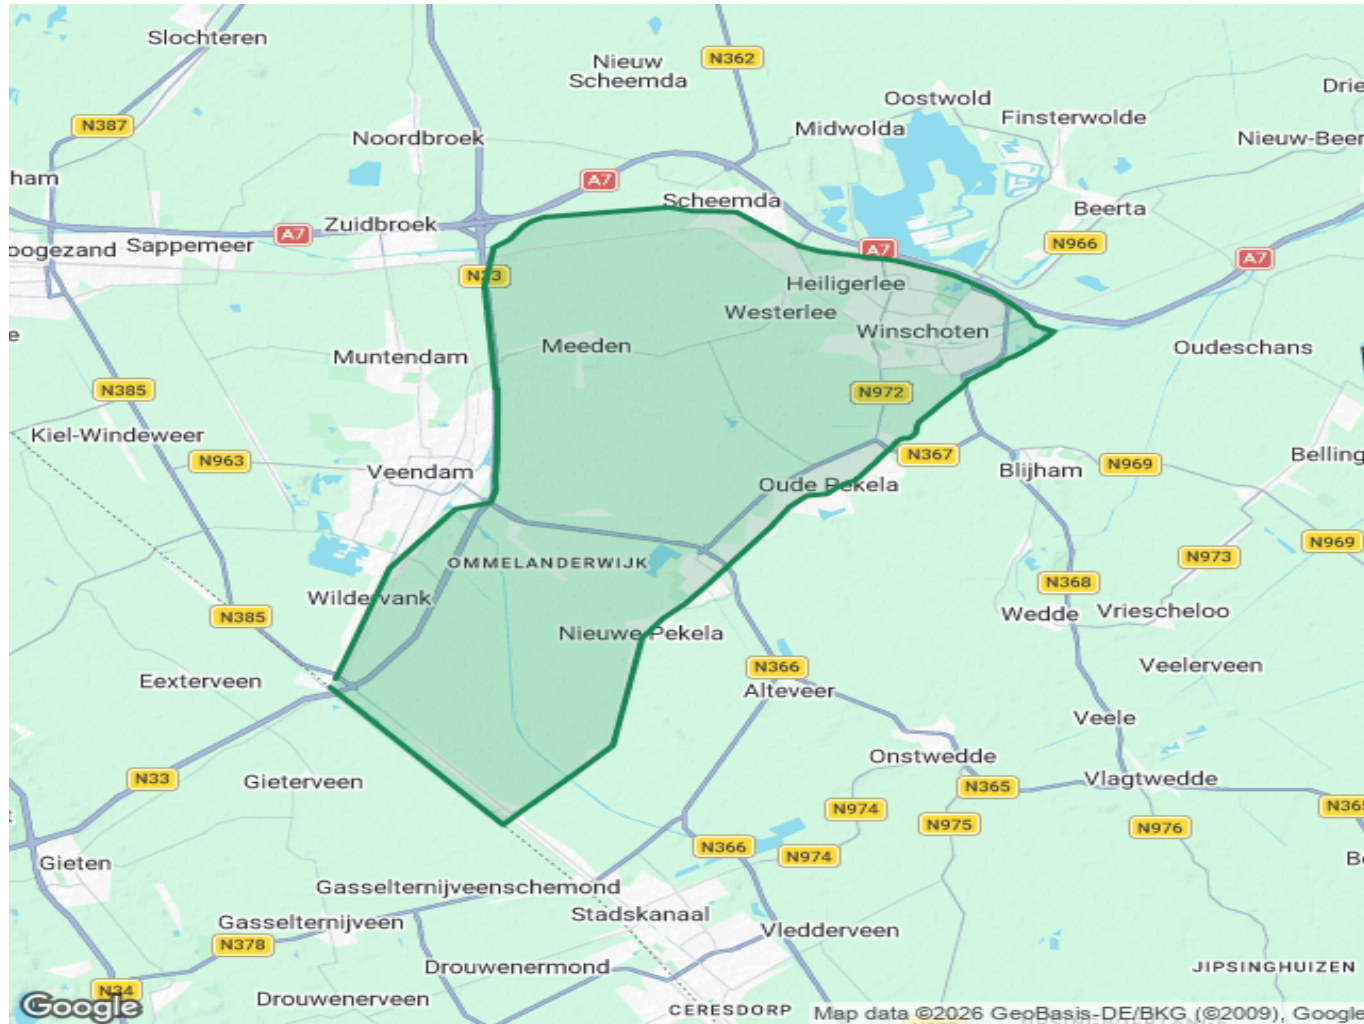 Slochteren
N362
Nieuw
Scheemda
Drie
Oostwold
Finsterwolde
N387
Midwolda
Noordbroek
Nieuw-Beer
ham
A7
Scheemda
Beerta
Zuidbroek
A7
N966
oogezand
Sappemeer
A7
A7
N33
Heiligerlee
Westerlee
Winschoten
e
Meeden
Muntendam
Oudeschans
N385
N972
Kiel-Windeweer
N963
Veendam
N367
Blijham
N969
Belling
Oude Pekela
N969
OMMELANDERWIJK
N973
N368
Wildervank
Wedde
Vriescheloo
N385
Nieuwe Pekela
N366
Veelerveen
Eexterveen
Alteveer
Veele
Onstwedde
N33
Gieterveen
Vlagtwedde
N365
N365
N974
N975
N976
N366
N974
Gieten
Be
Gasselternijveenschemond
Stadskanaal
Gasselternijveen
Vledderveen
N378
Drouwenermond
JIPSINGHUIZEN
N34
Drouwenerveen
CERESDORP
Google
Map data ©2026 GeoBasis-DE/BKG (©2009), Google